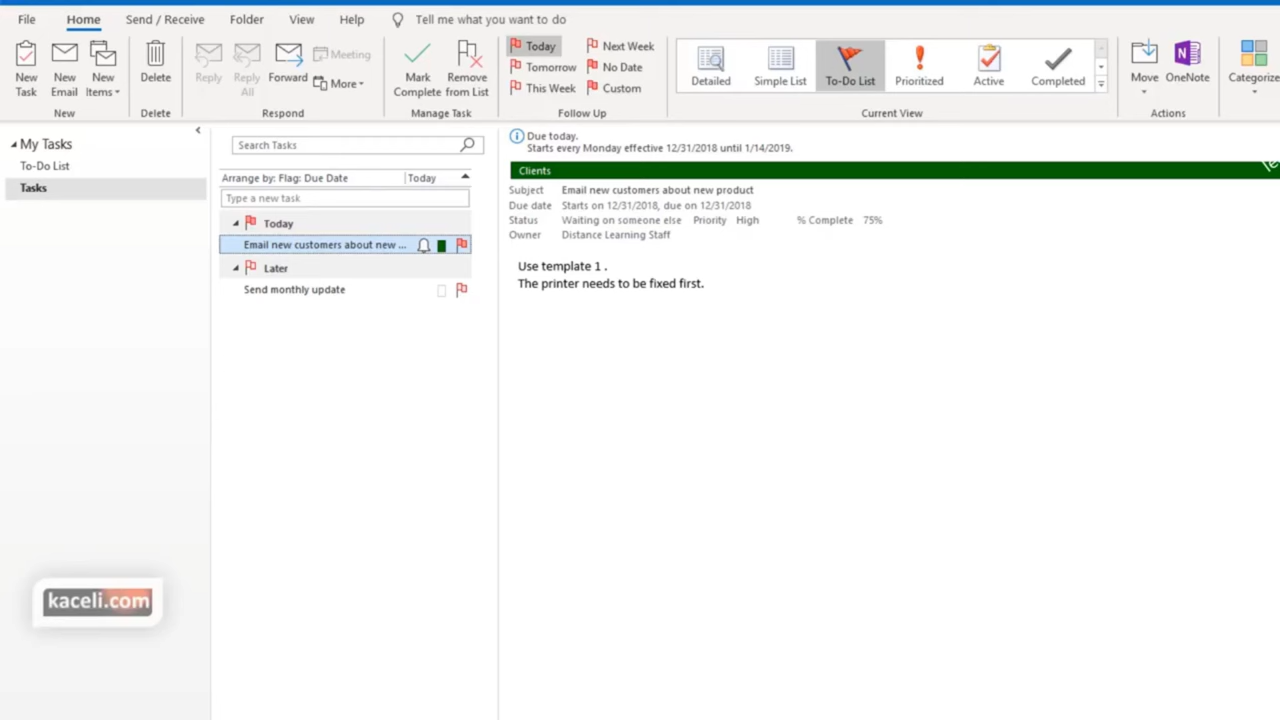 File Home Send / Receive Folder View Help Tell me what you want to do
New Task
New Email
New Items
New
Delete
Delete
Reply
Reply All
Forward
Meeting
More
Respond
Mark Complete
Remove from List
Manage Task
Today
Tomorrow
This Week
Next Week
No Date
Custom
Follow Up
Detailed
Simple List
To-Do List
Prioritized
Active
Completed
Current View
Move
OneNote
Actions
Categorize
My Tasks
To-Do List
Tasks
Search Tasks
Arrange by: Flag: Due Date Today
Type a new task
Today
Email new customers about new ...
Later
Send monthly update
Due today.
Starts every Monday effective 12/31/2018 until 1/14/2019.
Clients
Subject Email new customers about new product
Due date Starts on 12/31/2018, due on 12/31/2018
Status Waiting on someone else Priority High % Complete 75%
Owner Distance Learning Staff
Use template 1 .
The printer needs to be fixed first.
kaceli.com